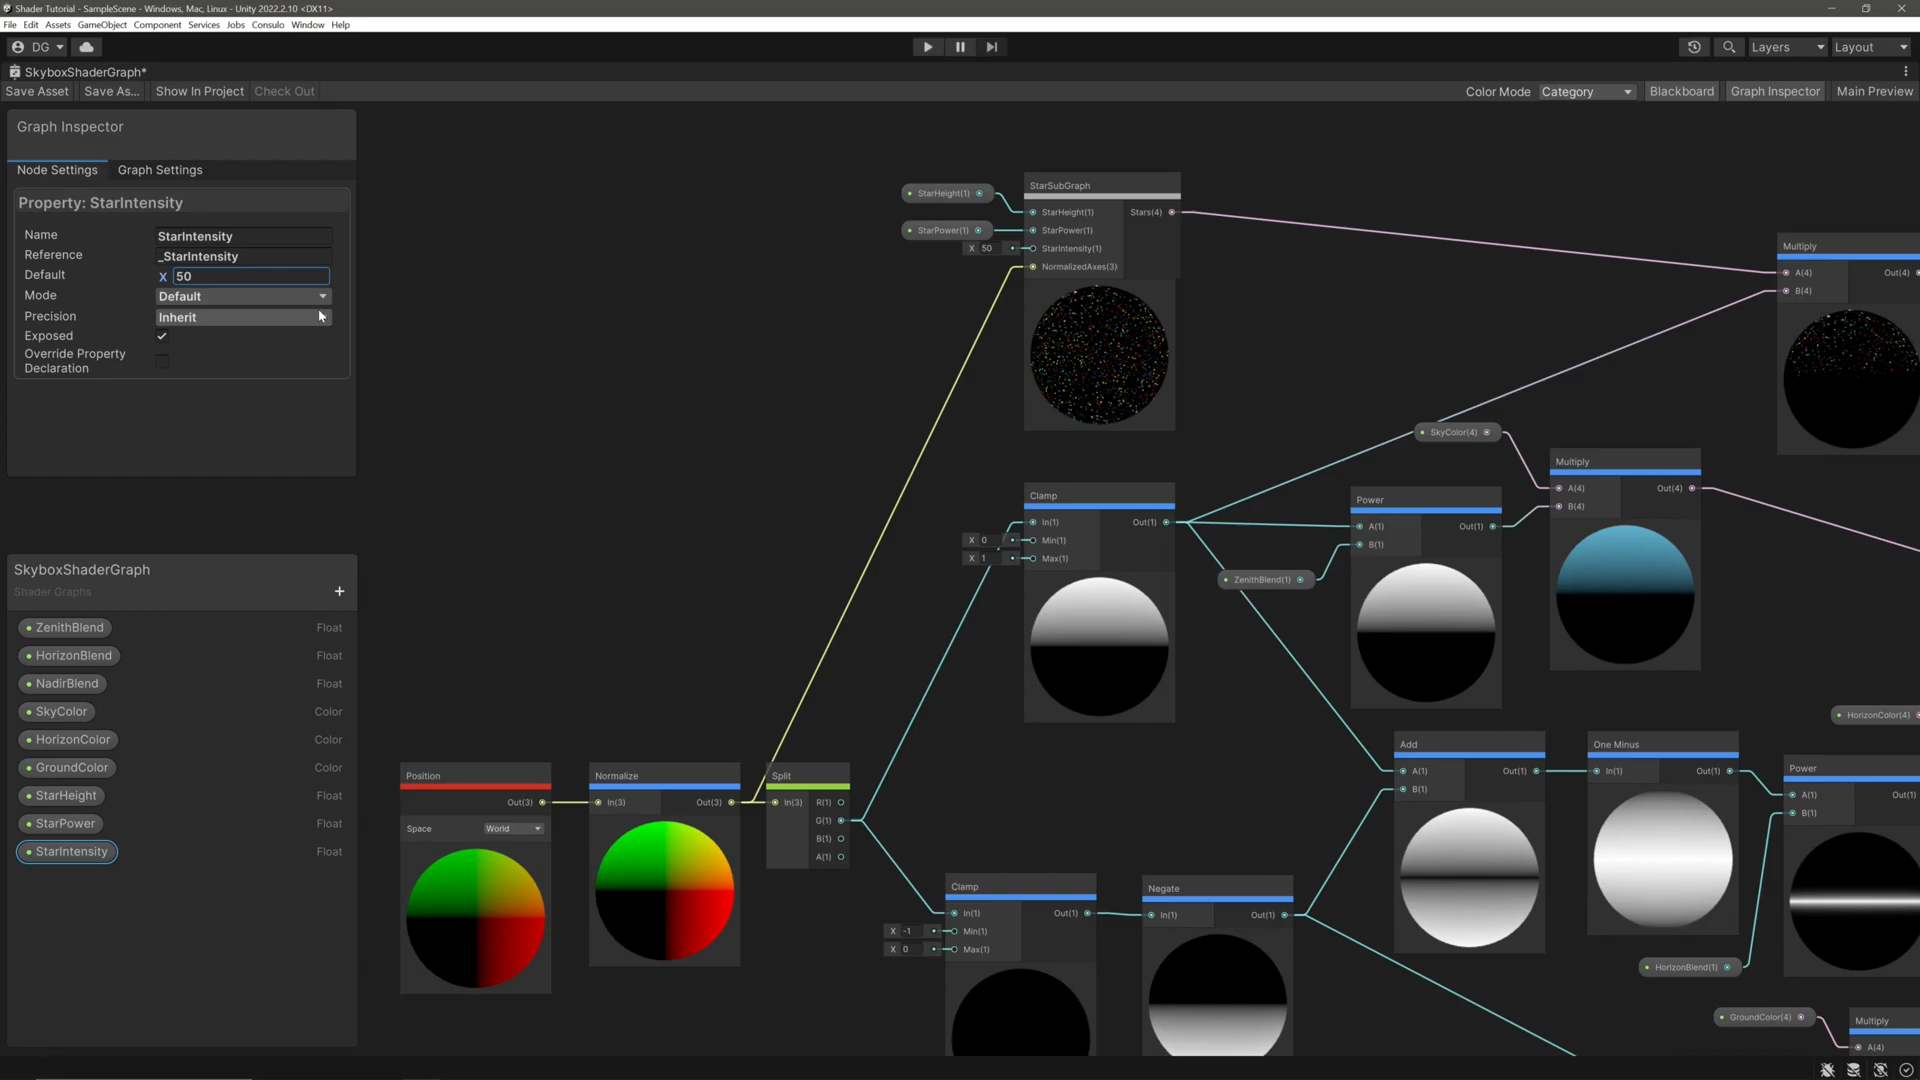 Shader Tutorial - SampleScene - Windows, Mac, Linux - Unity 2022.2.10 <DX11>
File Edit Assets GameObject Component Services Jobs Consulo Window Help
DG Layers Layout
SkyboxShaderGraph*
Save Asset Save As... Show In Project Check Out Color Mode Category Blackboard Graph Inspector Main Preview
Graph Inspector
Node Settings Graph Settings
Property: StarIntensity
Name StarIntensity
Reference _StarIntensity
Default X 50
Mode Default
Precision Inherit
Exposed
Override Property
Declaration
SkyboxShaderGraph
Shader Graphs
ZenithBlend Float
HorizonBlend Float
NadirBlend Float
SkyColor Color
HorizonColor Color
GroundColor Color
StarHeight Float
StarPower Float
StarIntensity Float
StarHeight(1)
StarPower(1)
X 50
StarSubGraph
StarHeight(1) Stars(4)
StarPower(1)
StarIntensity(1)
NormalizedAxes(3)
Multiply
A(4) Out(4)
B(4)
SkyColor(4)
Multiply
A(4) Out(4)
B(4)
Clamp
In(1) Out(1)
X 0 Min(1)
X 1 Max(1)
Power
A(1) Out(1)
B(1)
ZenithBlend(1)
HorizonColor(4)
Position
Out(3)
Space World
Normalize
In(3) Out(3)
Split
In(3) R(1)
G(1)
B(1)
A(1)
Add
A(1) Out(1)
B(1)
One Minus
In(1) Out(1)
Power
A(1) Out(1)
B(1)
Clamp
In(1) Out(1)
X -1 Min(1)
X 0 Max(1)
Negate
In(1) Out(1)
HorizonBlend(1)
GroundColor(4)
Multiply
A(4)